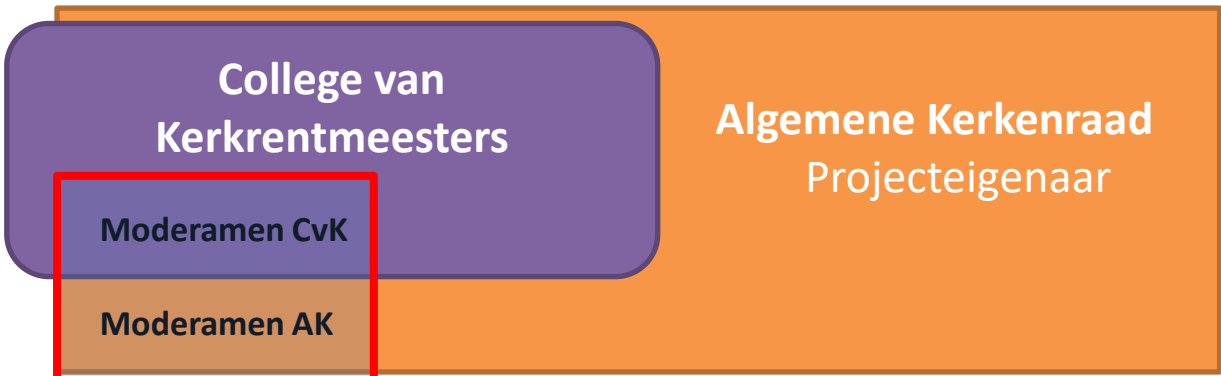 College van
Kerkrentmeesters
Algemene Kerkenraad
Projecteigenaar
Moderamen CvK
Moderamen AK